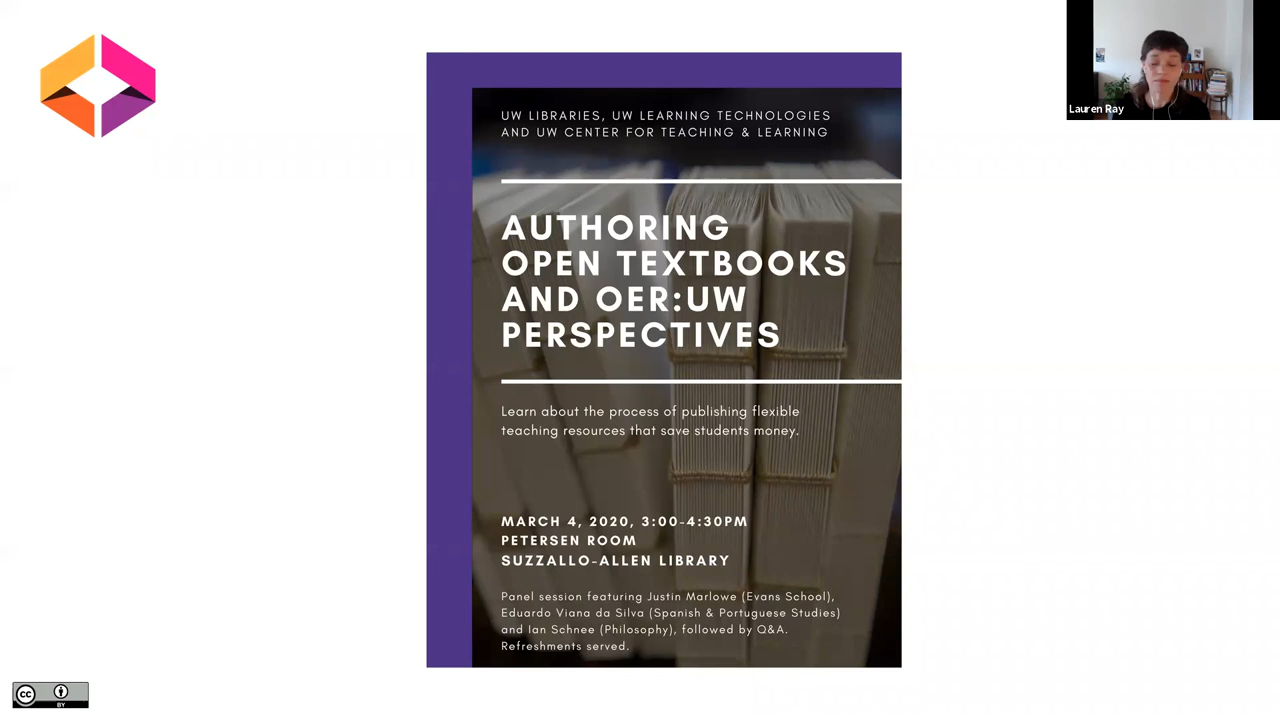 Lauren Ray
UW LIBRARIES, UW LEARNING TECHNOLOGIES
AND UW CENTER FOR TEACHING & LEARNING
AUTHORING
OPEN TEXTBOOKS
AND OER:UW
PERSPECTIVES
Learn about the process of publishing flexible
teaching resources that save students money.
MARCH 4, 2020, 3:00-4:30PM
PETERSEN ROOM
SUZZALLO-ALLEN LIBRARY
Panel session featuring Justin Marlowe (Evans School),
Eduardo Viana da Silva (Spanish & Portuguese Studies)
and Ian Schnee (Philosophy), followed by Q&A.
Refreshments served.
CC
BY